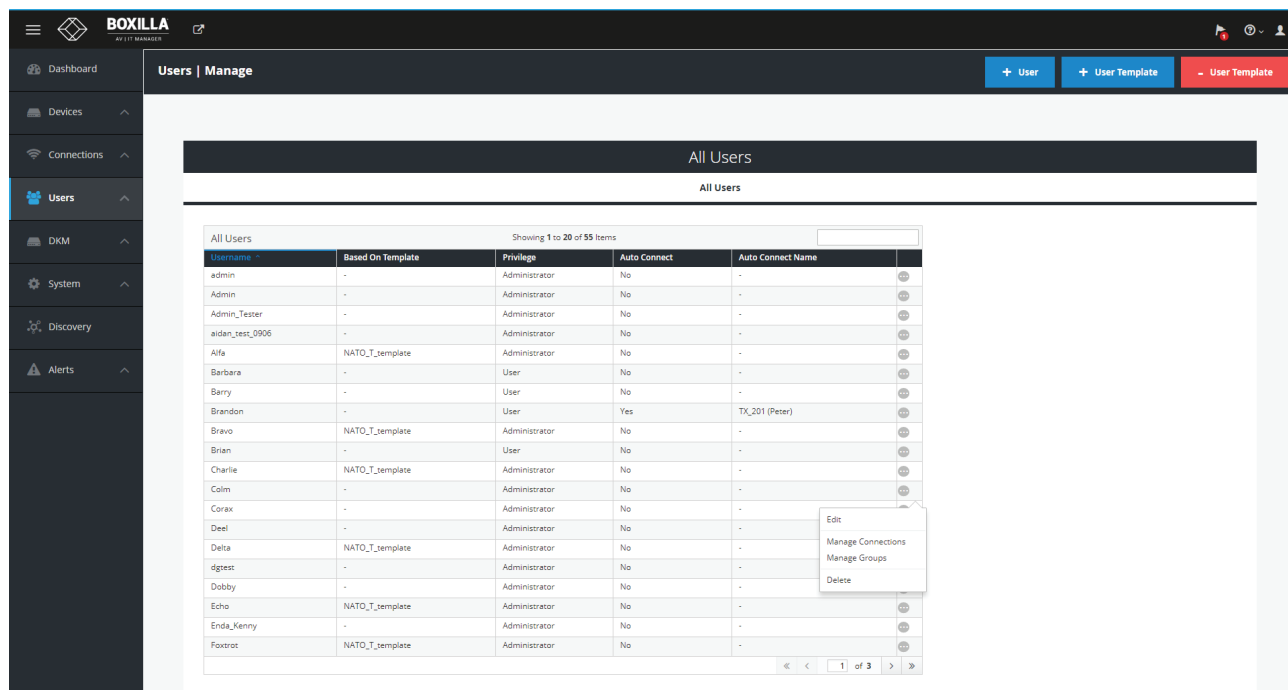 BOXILLA
AV | IT MANAGER
1
Dashboard
Users | Manage
+ User
+ User Template
- User Template
Devices
Connections
Users
DKM
System
Discovery
Alerts
All Users
All Users
All Users Showing 1 to 20 of 55 Items
Username Based On Template Privilege Auto Connect Auto Connect Name
admin - Administrator No -
Admin - Administrator No -
Admin_Tester - Administrator No -
aidan_test_0906 - Administrator No -
Alfa NATO_T_template Administrator No -
Barbara - User No -
Barry - User No -
Brandon - User Yes TX_201 (Peter)
Bravo NATO_T_template Administrator No -
Brian - User No -
Charlie NATO_T_template Administrator No -
Colm - Administrator No -
Corax - Administrator No -
Deel - Administrator No -
Delta NATO_T_template Administrator No -
dgtest - Administrator No -
Dobby - Administrator No -
Echo NATO_T_template Administrator No -
Enda_Kenny - Administrator No -
Foxtrot NATO_T_template Administrator No -
Edit
Manage Connections
Manage Groups
Delete
1 of 3